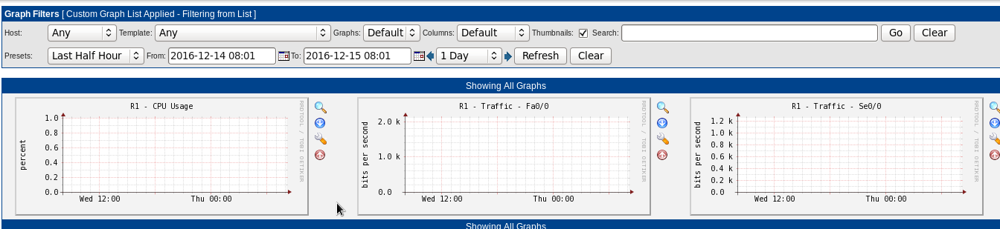 Graph Filters [ Custom Graph List Applied - Filtering from List ]
Host: Any Template: Any Graphs: Default Columns: Default Thumbnails: Search: Go Clear
Presets: Last Half Hour From: 2016-12-14 08:01 To: 2016-12-15 08:01 1 Day Refresh Clear
Showing All Graphs
R1 - CPU Usage
percent
1.0
0.8
0.6
0.4
0.2
0.0
Wed 12:00 Thu 00:00
RRDTOOL / TOBI OETIKER
R1 - Traffic - Fa0/0
bits per second
2.0 k
1.0 k
0.0
Wed 12:00 Thu 00:00
RRDTOOL / TOBI OETIKER
R1 - Traffic - Se0/0
bits per second
1.2 k
1.0 k
0.8 k
0.6 k
0.4 k
0.2 k
0.0
Wed 12:00 Thu 00:00
RRDTOOL / TOBI OETIKER
Showing All Graphs